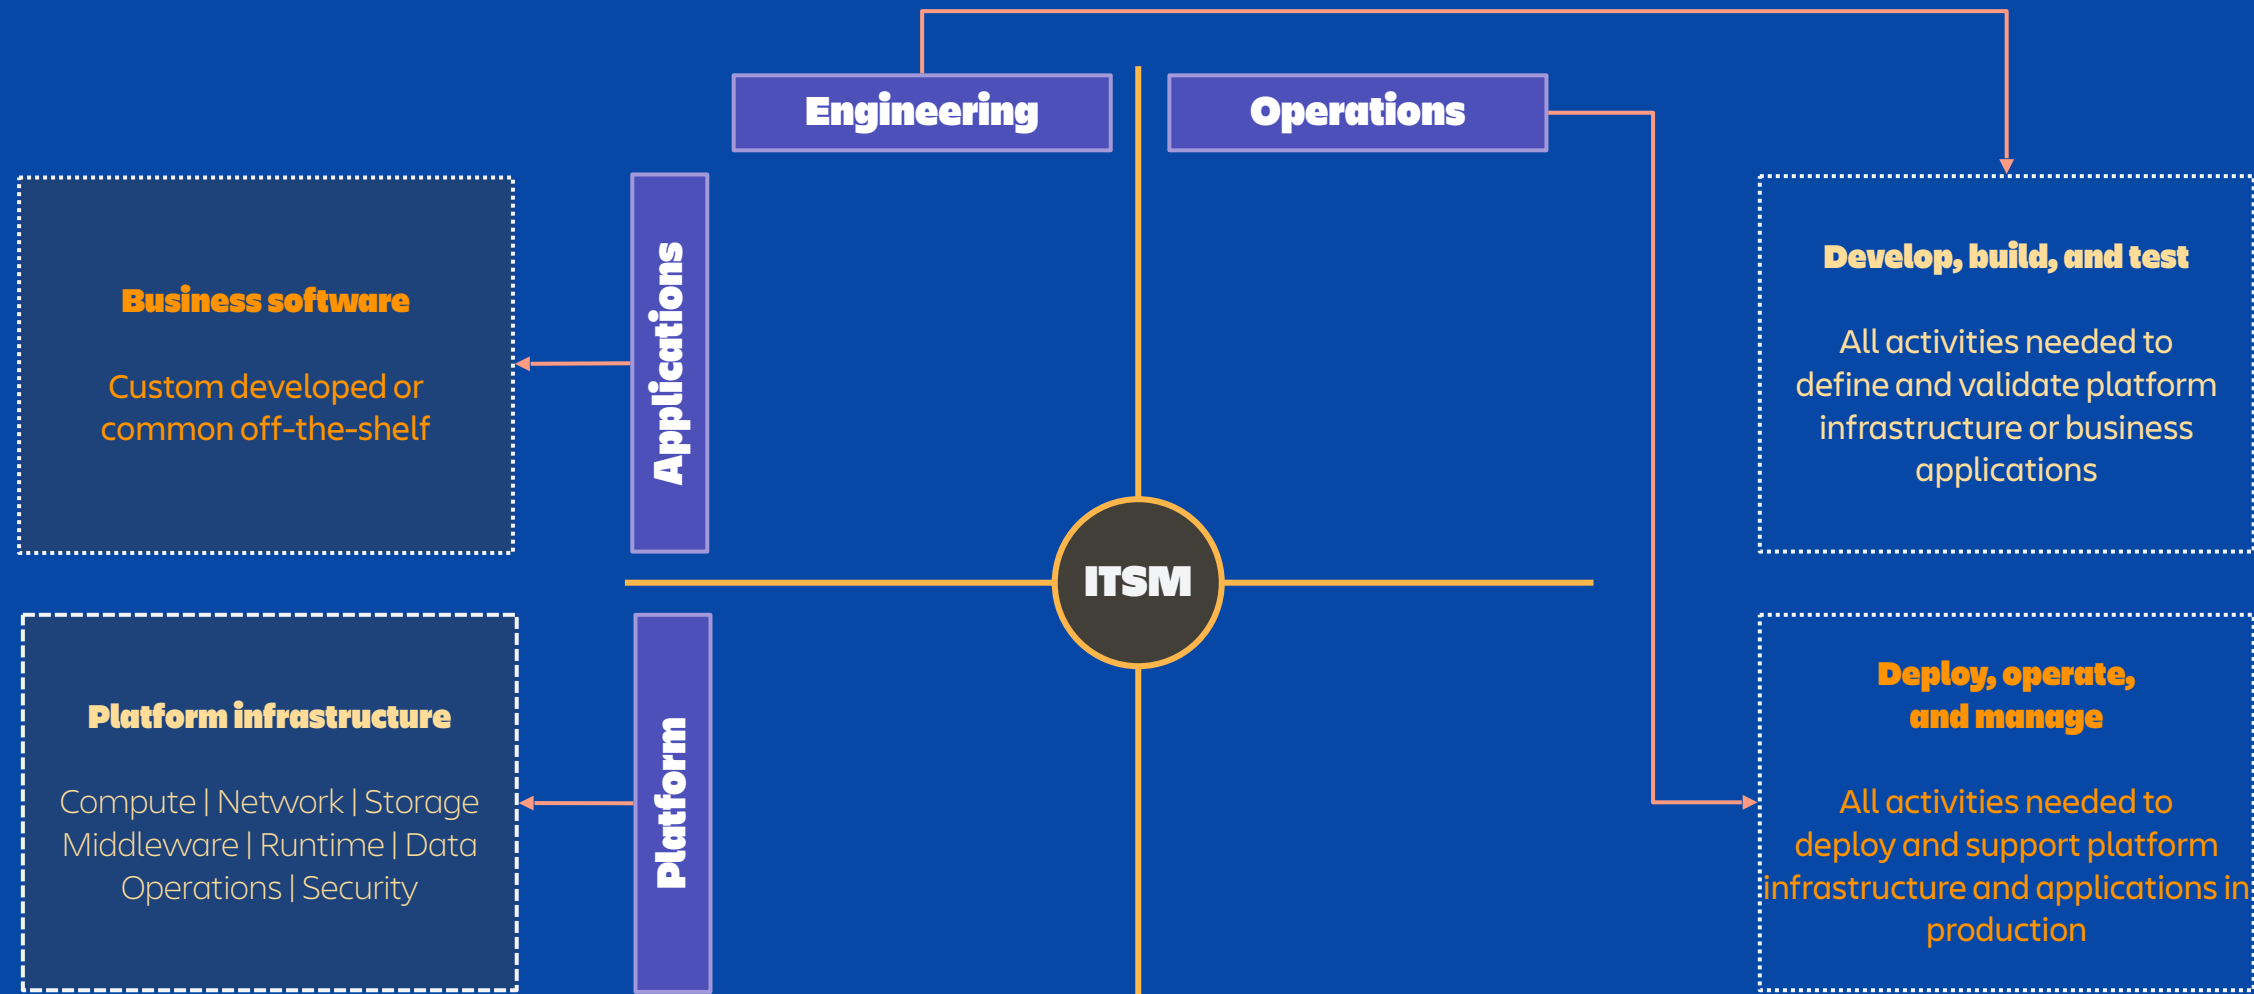 Engineering
Operations
Applications
Business software
Custom developed or
common off-the-shelf
Develop, build, and test
All activities needed to
define and validate platform
infrastructure or business
applications
ITSM
Platform
Platform infrastructure
Compute | Network | Storage
Middleware | Runtime | Data
Operations | Security
Deploy, operate,
and manage
All activities needed to
deploy and support platform
infrastructure and applications in
production